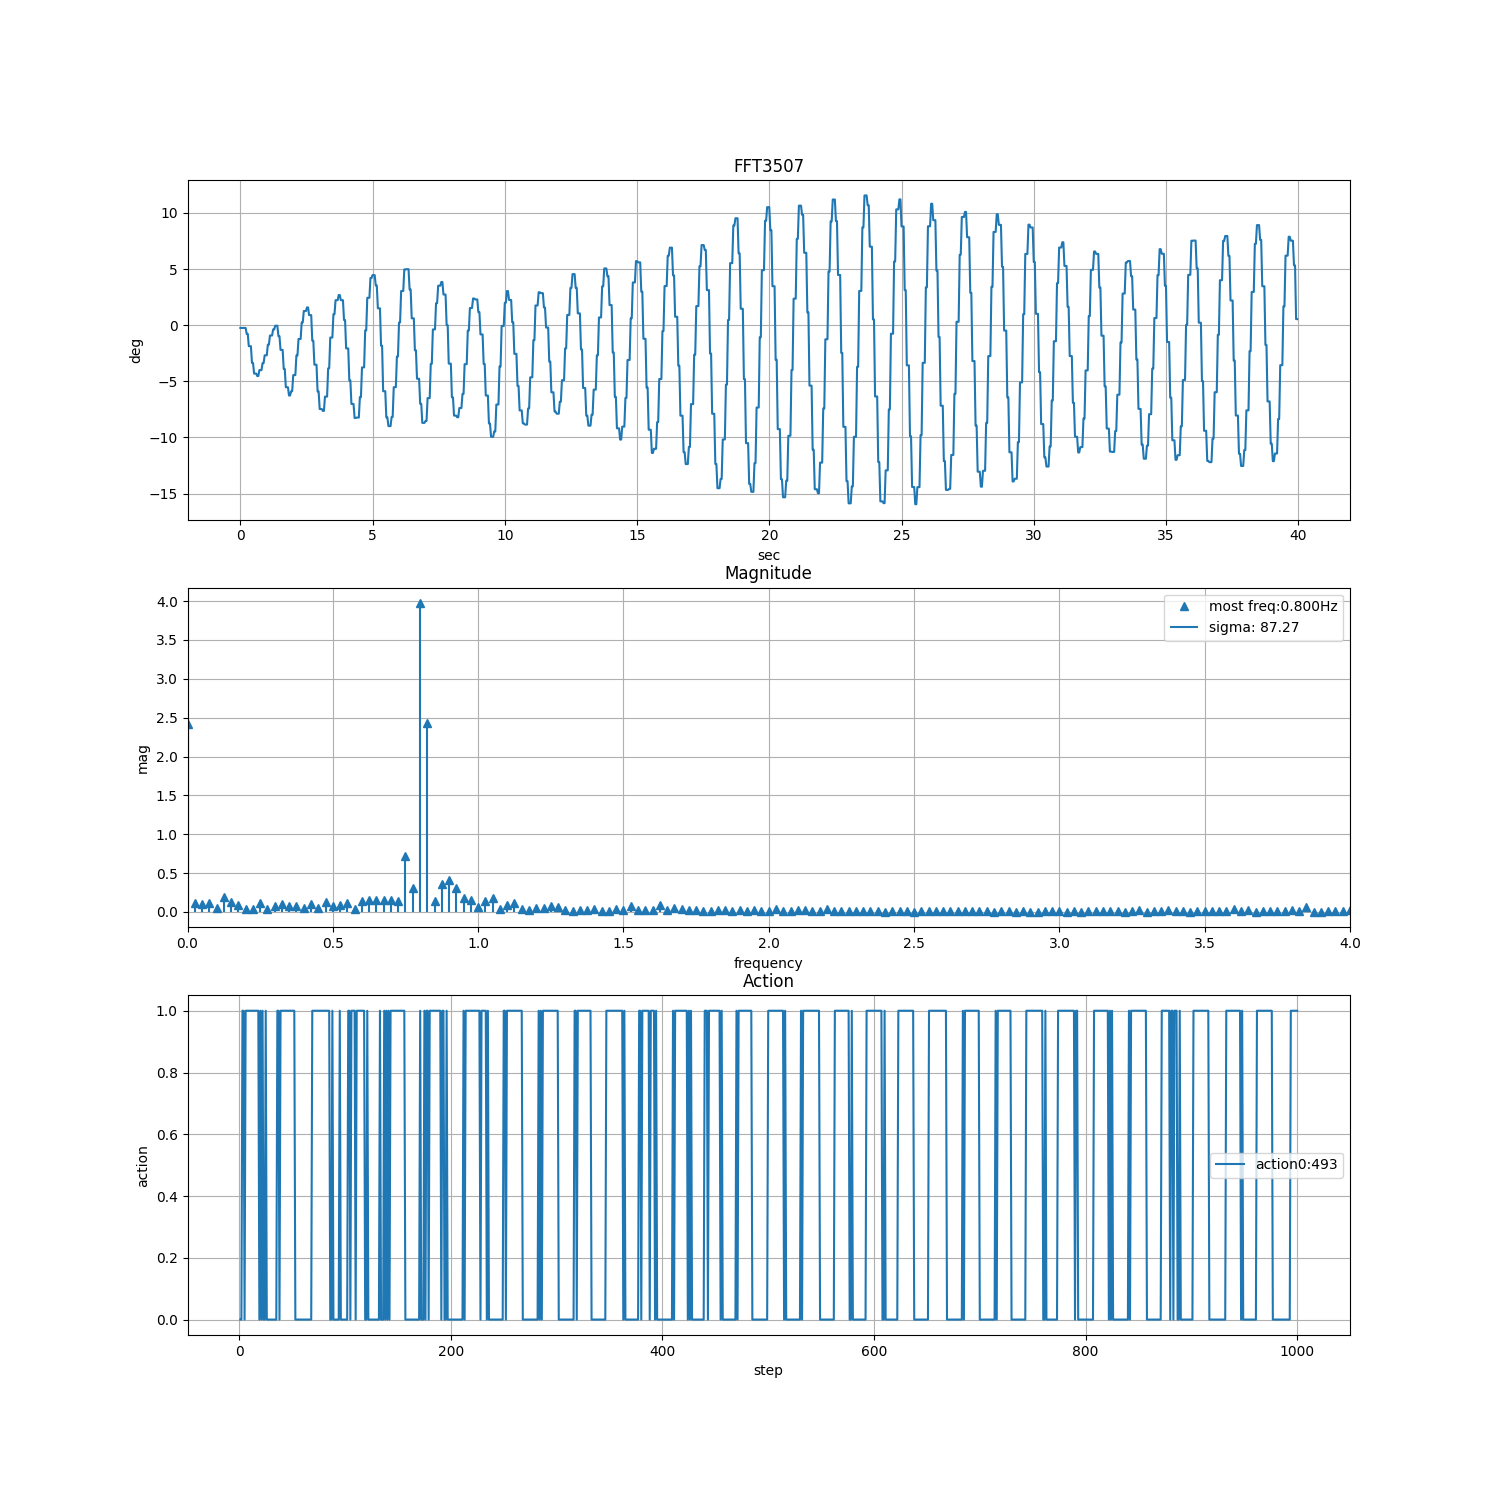 FFT3507
10
5
0
−5
−10
−15
deg
0 5 10 15 20 25 30 35 40
sec
Magnitude
4.0
3.5
3.0
2.5
2.0
1.5
1.0
0.5
0.0
mag
most freq:0.800Hz
sigma: 87.27
0.0 0.5 1.0 1.5 2.0 2.5 3.0 3.5 4.0
frequency
Action
1.0
0.8
0.6
0.4
0.2
0.0
action
action0:493
0 200 400 600 800 1000
step